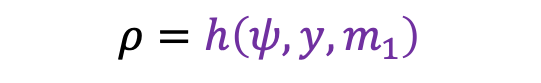 ρ = h(ψ, y, m₁)